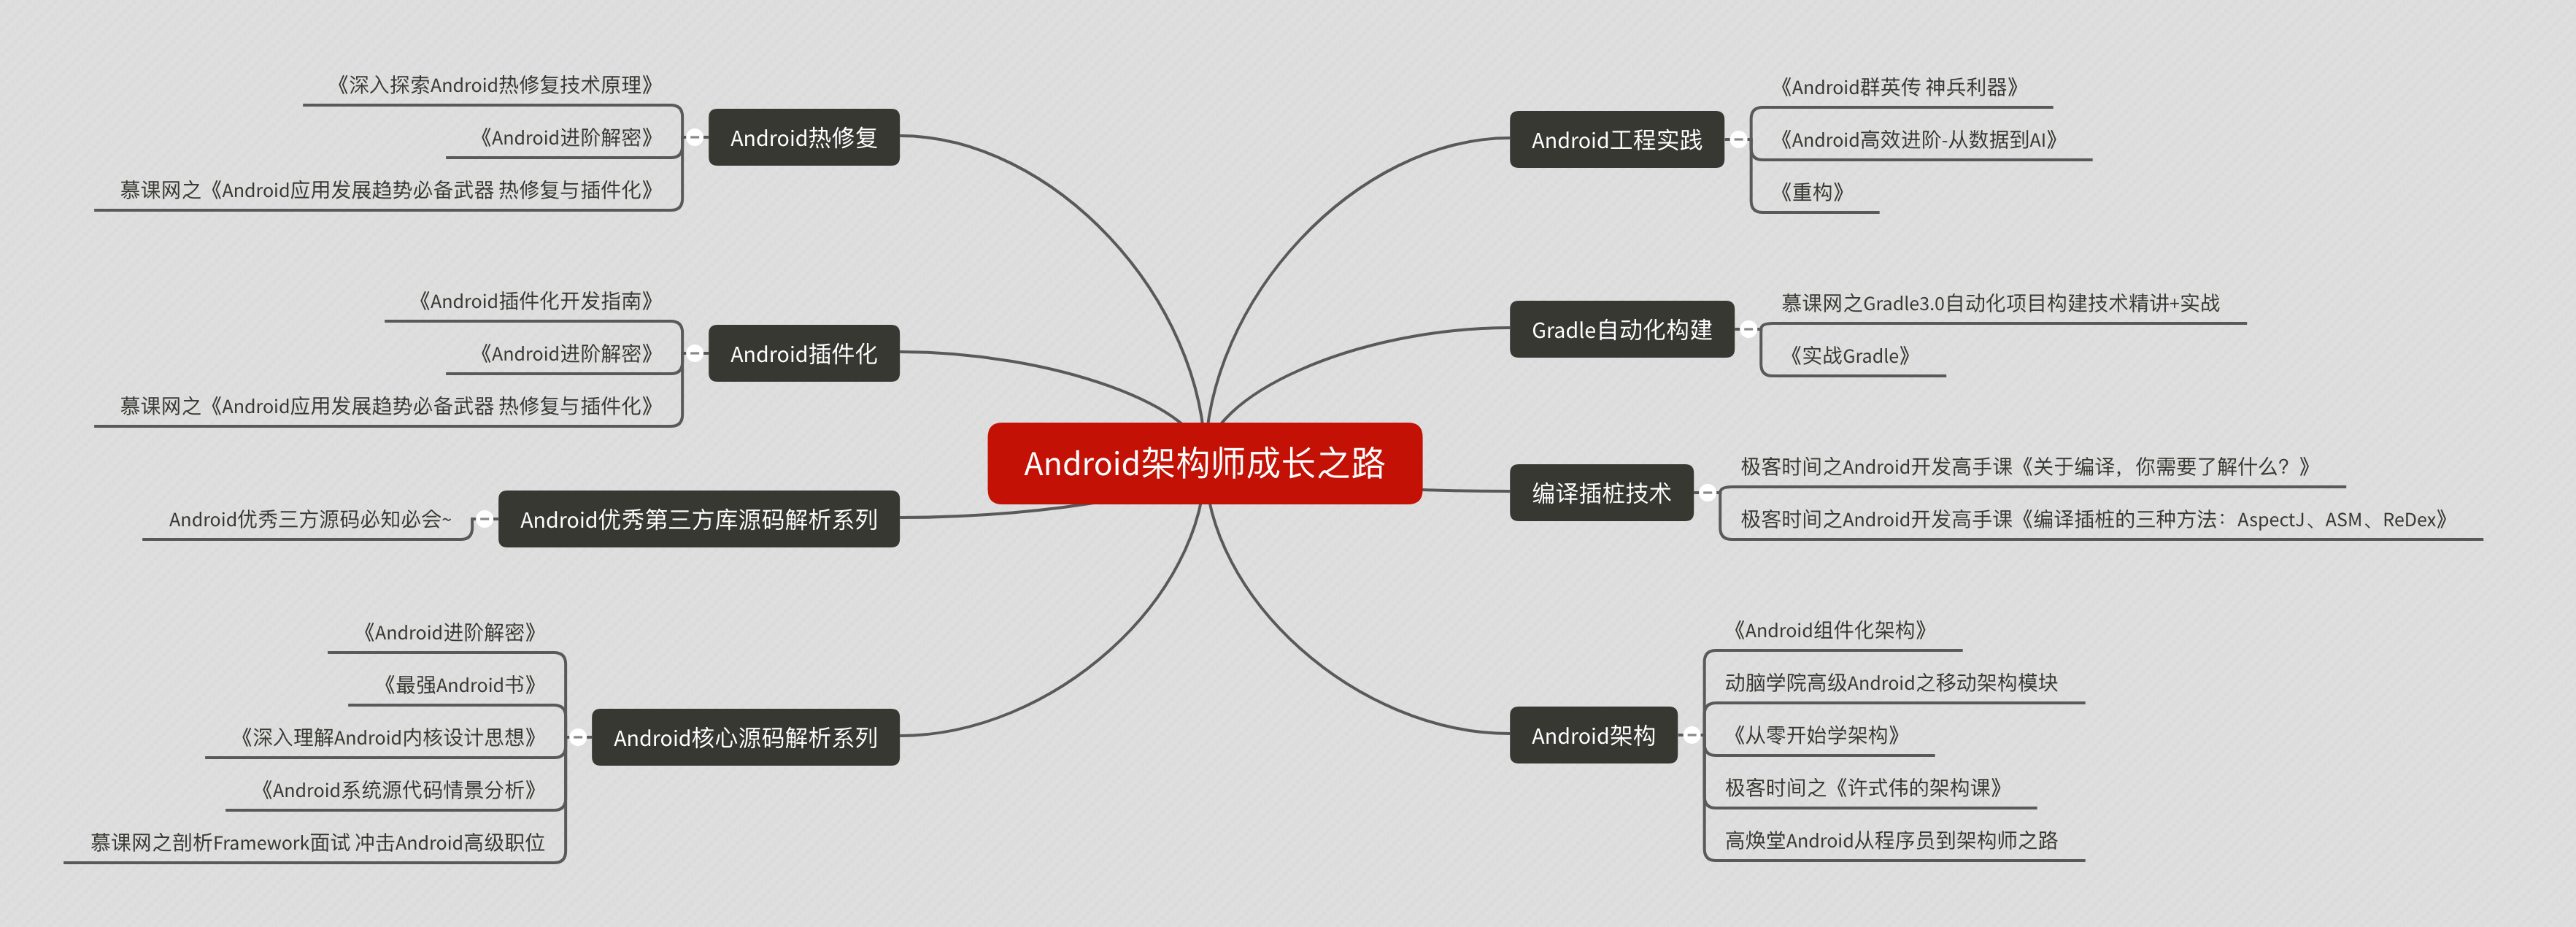 Android架构师成长之路
Android工程实践
《Android群英传 神兵利器》
《Android高效进阶-从数据到AI》
《重构》
Gradle自动化构建
慕课网之Gradle3.0自动化项目构建技术精讲+实战
《实战Gradle》
编译插桩技术
极客时间之Android开发高手课《关于编译，你需要了解什么？》
极客时间之Android开发高手课《编译插桩的三种方法：AspectJ、ASM、ReDex》
Android架构
《Android组件化架构》
动脑学院高级Android之移动架构模块
《从零开始学架构》
极客时间之《许式伟的架构课》
高焕堂Android从程序员到架构师之路
Android热修复
《深入探索Android热修复技术原理》
《Android进阶解密》
慕课网之《Android应用发展趋势必备武器 热修复与插件化》
Android插件化
《Android插件化开发指南》
《Android进阶解密》
慕课网之《Android应用发展趋势必备武器 热修复与插件化》
Android优秀第三方库源码解析系列
Android优秀三方源码必知必会~
Android核心源码解析系列
《Android进阶解密》
《最强Android书》
《深入理解Android内核设计思想》
《Android系统源代码情景分析》
慕课网之剖析Framework面试 冲击Android高级职位